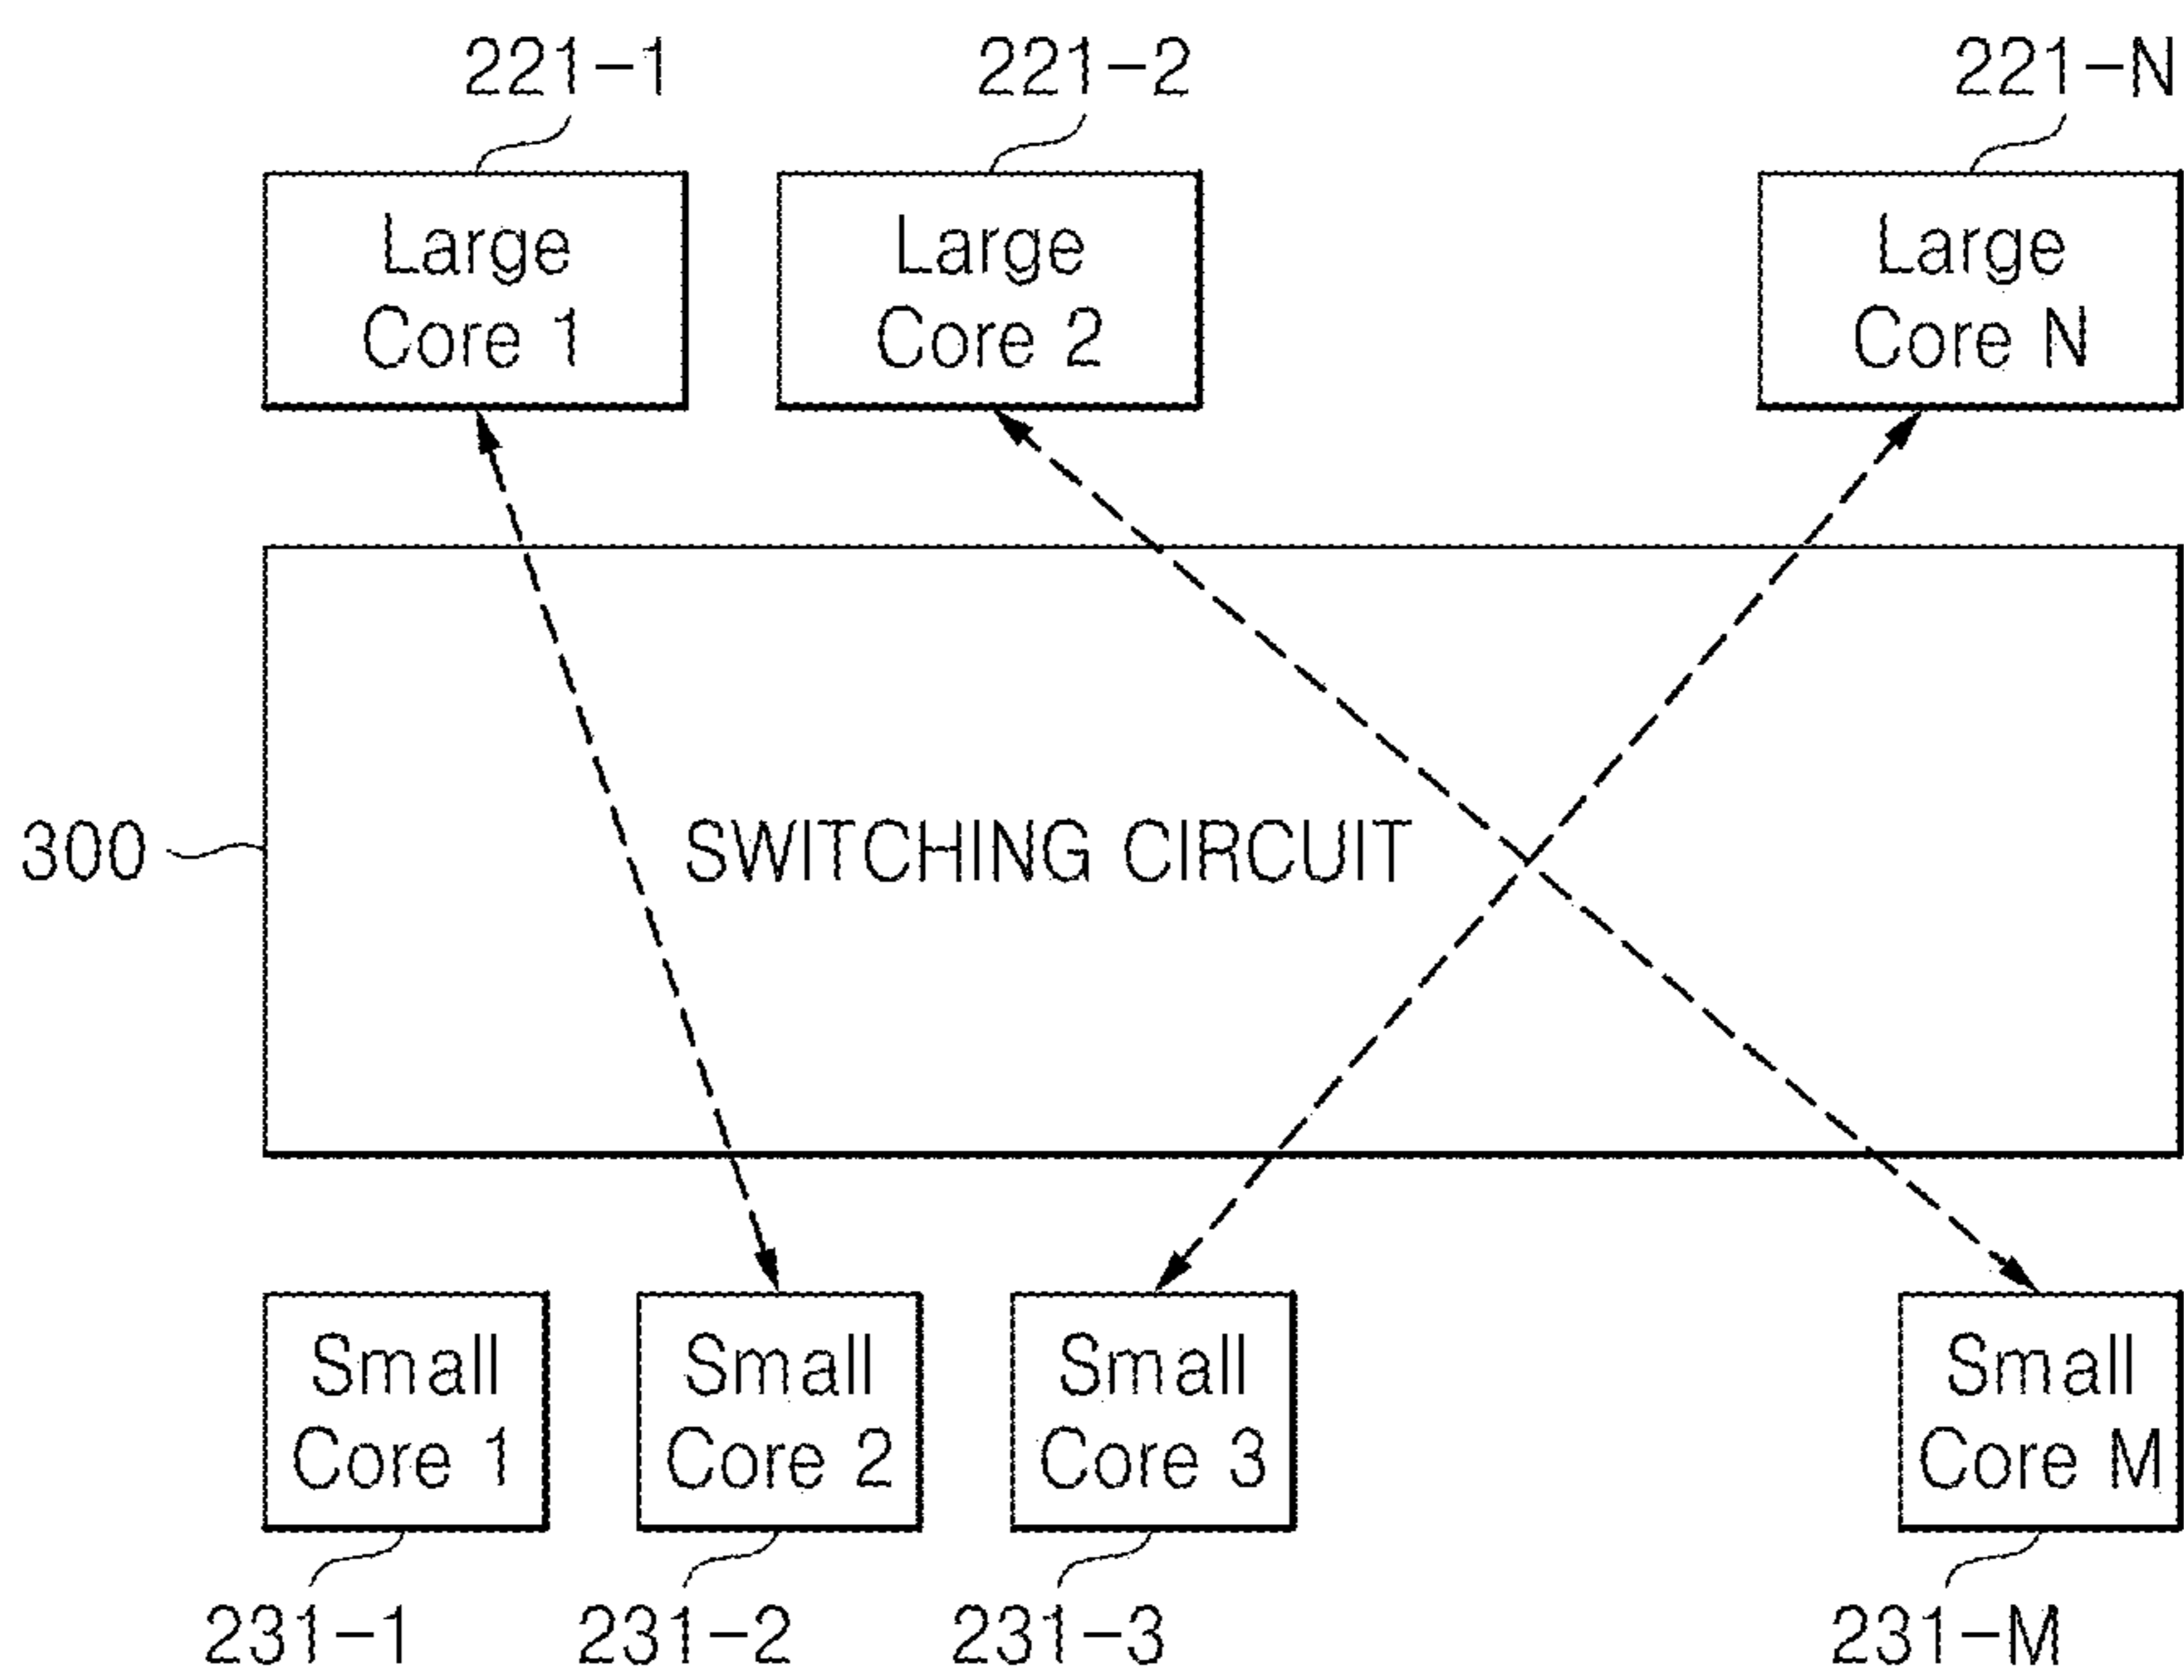 221-1
221-2
221-N
Large
Core 1
Large
Core 2
Large
Core N
300
SWITCHING CIRCUIT
Small
Core 1
Small
Core 2
Small
Core 3
Small
Core M
231-1
231-2
231-3
231-M